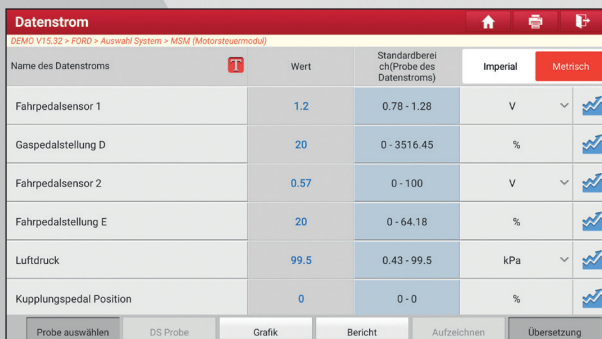 Datenstrom
DEMO V15.32 > FORD > Auswahl System > MSM (Motorsteuermodul)
Name des Datenstroms T Wert Standardberei
ch(Probe des
Datenstroms) Imperial Metrisch
Fahrpedalsensor 1 1.2 0.78 - 1.28 V
Gaspedalstellung D 20 0 - 3516.45 %
Fahrpedalsensor 2 0.57 0 - 100 V
Fahrpedalstellung E 20 0 - 64.18 %
Luftdruck 99.5 0.43 - 99.5 kPa
Kupplungspedal Position 0 0 - 0 %
Probe auswählen DS Probe Grafik Bericht Aufzeichnen Übersetzung